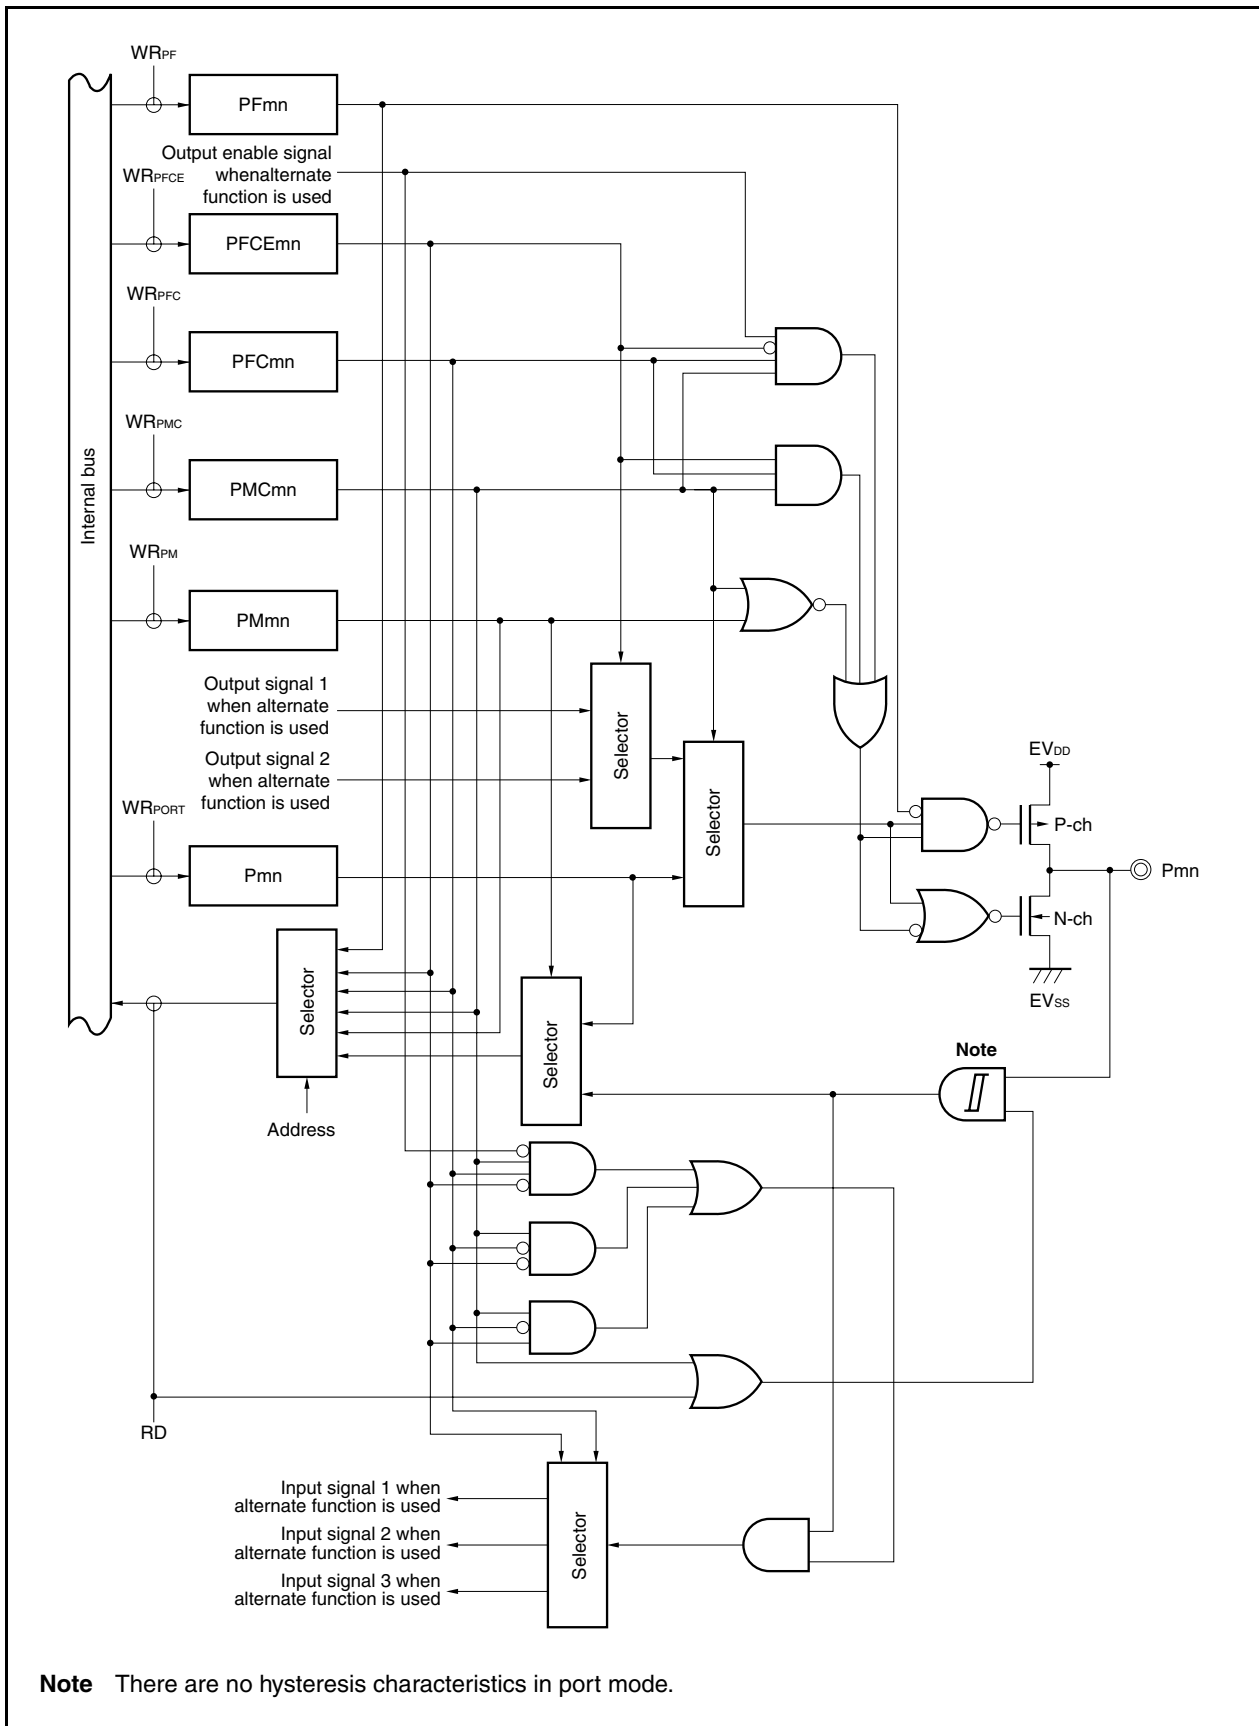 WRPF
PFmn
Output enable signal
whenalternate
function is used
WRPFCE
PFCEmn
WRPFC
PFCmn
WRPMC
PMCmn
Internal bus
WRPM
PMmn
Output signal 1
when alternate
function is used
Output signal 2
when alternate
function is used
Selector
Selector
WRPORT
Pmn
EVDD
P-ch
Pmn
N-ch
EVSS
Selector
Selector
Note
Address
RD
Input signal 1 when
alternate function is used
Input signal 2 when
alternate function is used
Input signal 3 when
alternate function is used
Selector
Note There are no hysteresis characteristics in port mode.